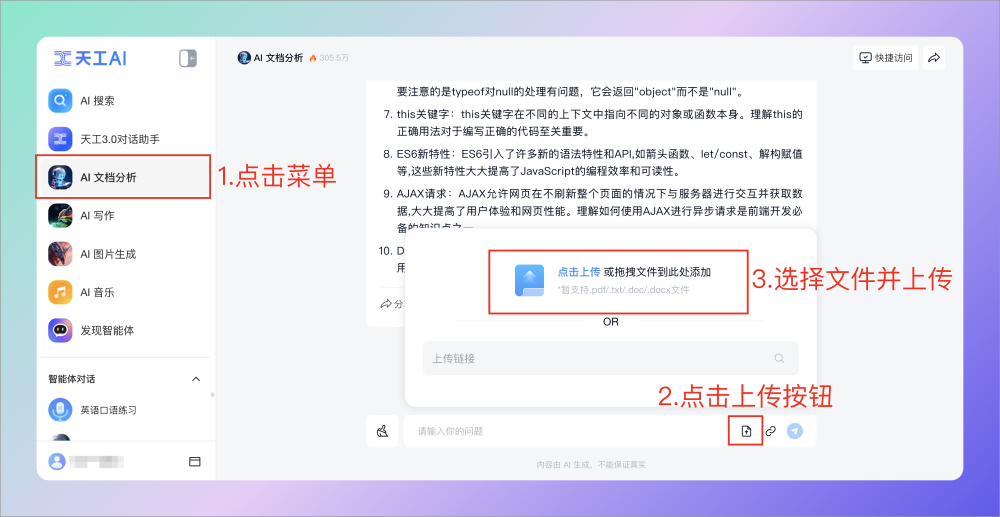 天工AI
AI 搜索
天工3.0对话助手
AI 文档分析
AI 写作
AI 图片生成
AI 音乐
发现智能体
智能体对话
英语口语练习
1.点击菜单
AI 文档分析 305.5万
快捷访问
要注意的是typeof对null的处理有问题，它会返回"object"而不是"null"。
7. this关键字：this关键字在不同的上下文中指向不同的对象或函数本身。理解this的
正确用法对于编写正确的代码至关重要。
8. ES6新特性：ES6引入了许多新的语法特性和API,如箭头函数、let/const、解构赋值
等,这些新特性大大提高了JavaScript的编程效率和可读性。
9. AJAX请求：AJAX允许网页在不刷新整个页面的情况下与服务器进行交互并获取数
据,大大提高了用户体验和网页性能。理解如何使用AJAX进行异步请求是前端开发必
备的知识点之一
10. D
用
分
点击上传 或拖拽文件到此处添加
*暂支持.pdf/.txt/.doc/.docx文件
3.选择文件并上传
OR
上传链接
2.点击上传按钮
请输入你的问题
内容由 AI 生成，不能保证真实